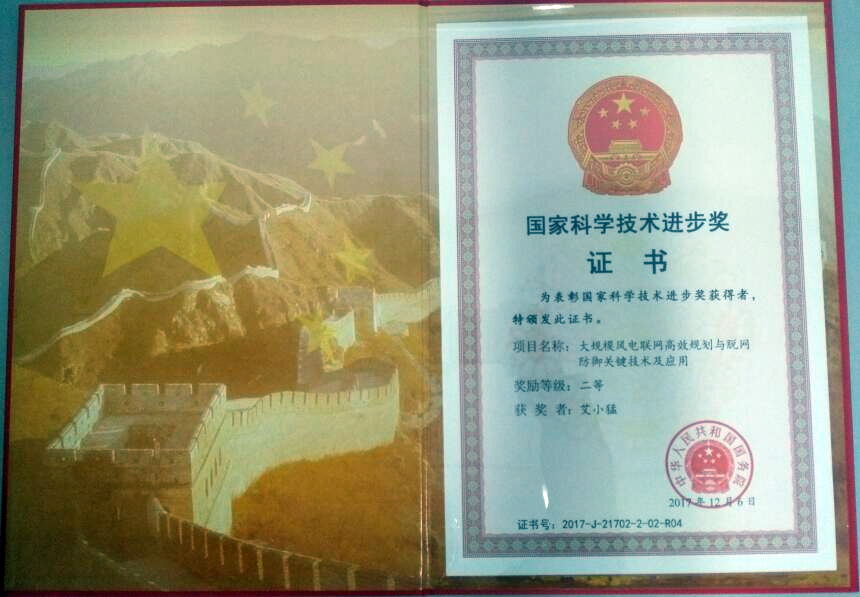 国家科学技术进步奖
证书
为表彰国家科学技术进步奖获得者,
特颁发此证书。
项目名称：大规模风电联网高效规划与脱网
防御关键技术及应用
奖励等级：二等
获奖者：艾小猛
中华人民共和国国务院
2017年12月6日
证书号：2017-J-21702-2-02-R04